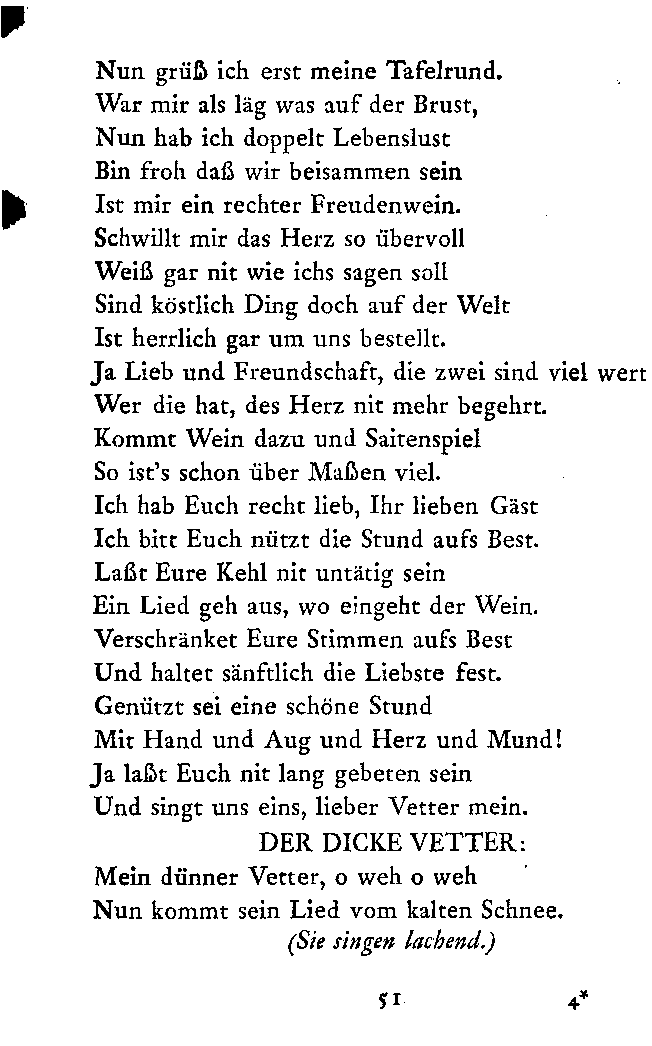 Nun grüß ich erst meine Tafelrund.
War mir als läg was auf der Brust,
Nun hab ich doppelt Lebenslust
Bin froh daß wir beisammen sein
Ist mir ein rechter Freudenwein.
Schwillt mir das Herz so übervoll
Weiß gar nit wie ichs sagen soll
Sind köstlich Ding doch auf der Welt
Ist herrlich gar um uns bestellt.
Ja Lieb und Freundschaft, die zwei sind viel wert
Wer die hat, des Herz nit mehr begehrt.
Kommt Wein dazu und Saitenspiel
So ist's schon über Maßen viel.
Ich hab Euch recht lieb, Ihr lieben Gäst
Ich bitt Euch nützt die Stund aufs Best.
Laßt Eure Kehl nit untätig sein
Ein Lied geh aus, wo eingeht der Wein.
Verschränket Eure Stimmen aufs Best
Und haltet sänftlich die Liebste fest.
Genützt sei eine schöne Stund
Mit Hand und Aug und Herz und Mund!
Ja laßt Euch nit lang gebeten sein
Und singt uns eins, lieber Vetter mein.
DER DICKE VETTER:
Mein dünner Vetter, o weh o weh
Nun kommt sein Lied vom kalten Schnee.
(Sie singen lachend.)
51 4*